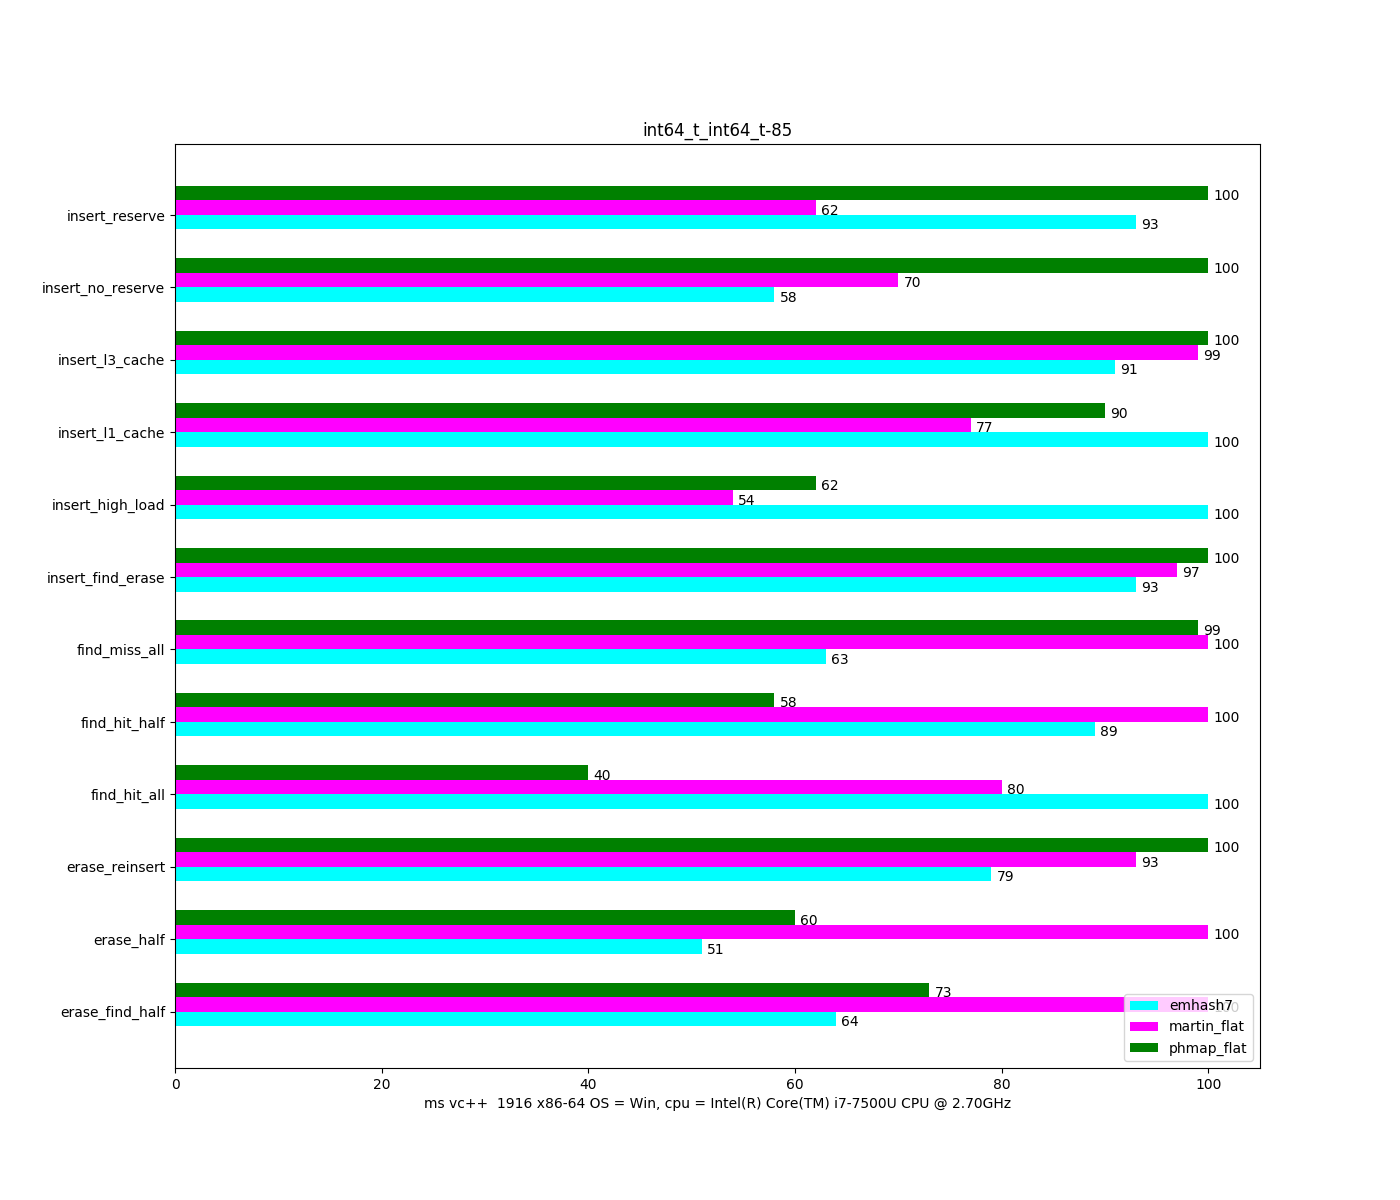 int64_t_int64_t-85
insert_reserve
100
62
93
insert_no_reserve
100
70
58
insert_l3_cache
100
99
91
insert_l1_cache
90
77
100
insert_high_load
62
54
100
insert_find_erase
100
97
93
find_miss_all
99
100
63
find_hit_half
58
100
89
find_hit_all
40
80
100
erase_reinsert
100
93
79
erase_half
60
100
51
erase_find_half
73
64
emhash7
martin_flat
phmap_flat
0 20 40 60 80 100
ms vc++  1916 x86-64 OS = Win, cpu = Intel(R) Core(TM) i7-7500U CPU @ 2.70GHz